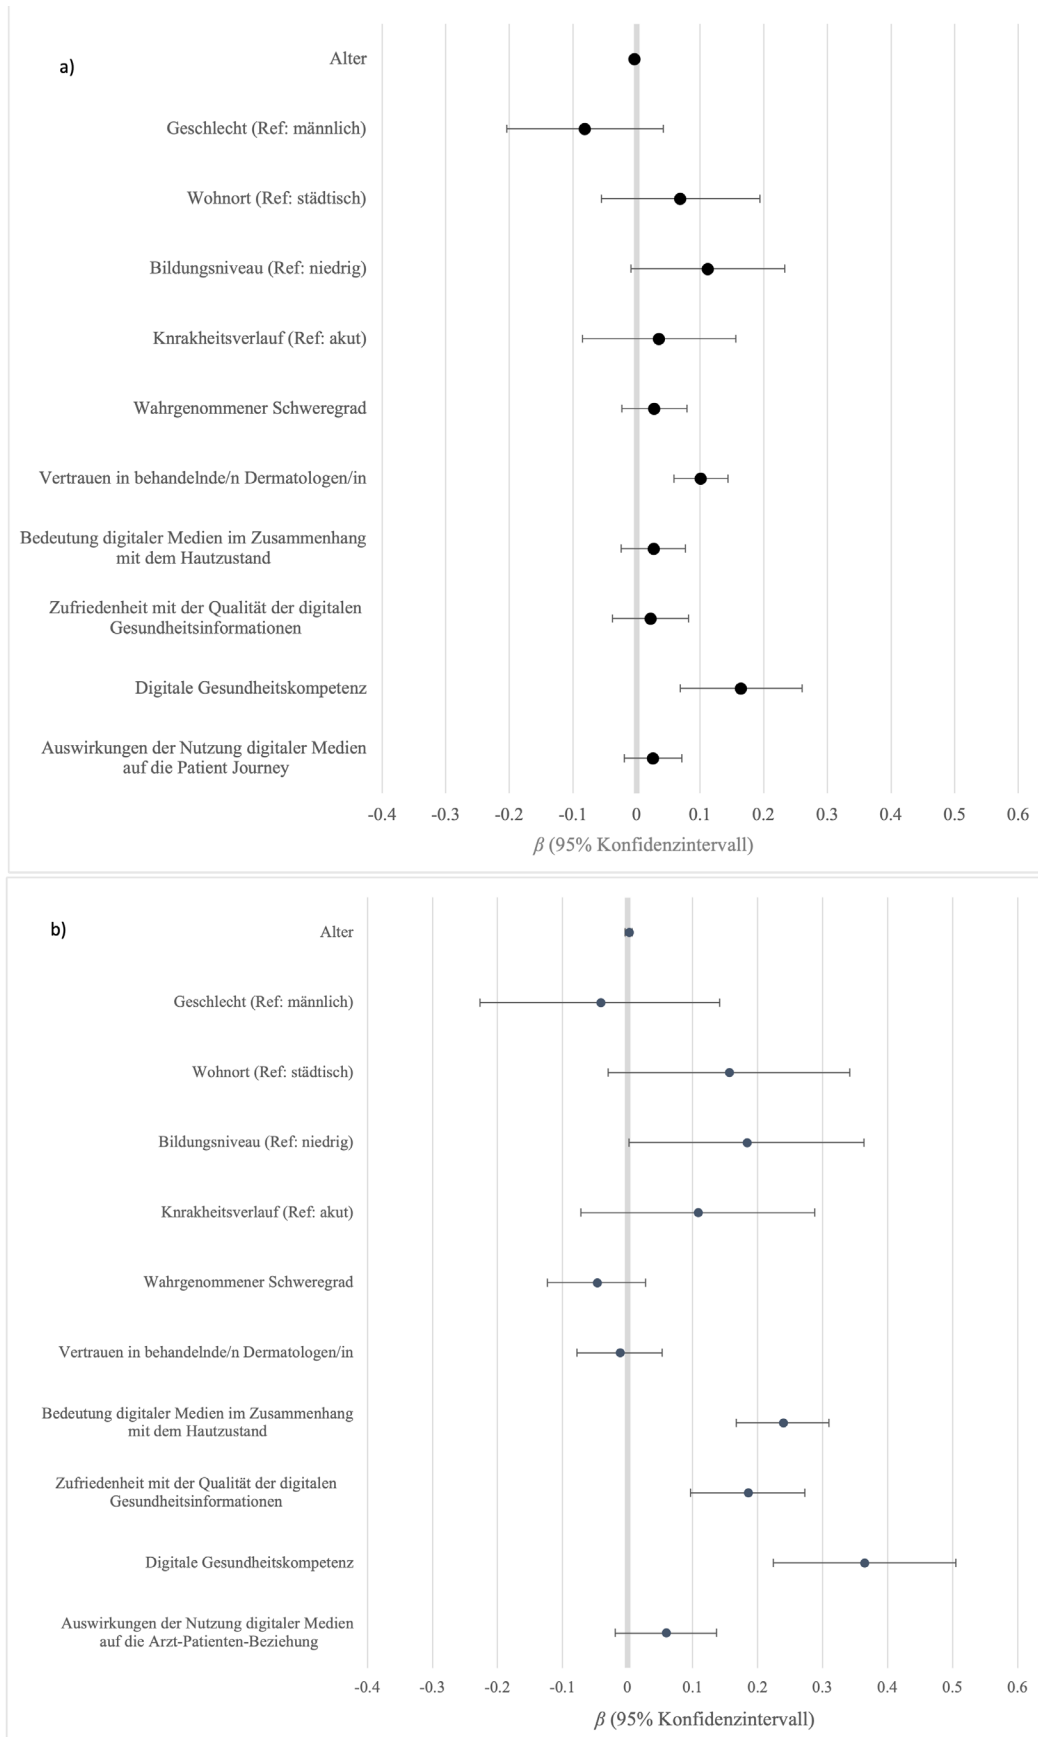 a)
Alter
Geschlecht (Ref: männlich)
Wohnort (Ref: städtisch)
Bildungsniveau (Ref: niedrig)
Knrakheitsverlauf (Ref: akut)
Wahrgenommener Schweregrad
Vertrauen in behandelnde/n Dermatologen/in
Bedeutung digitaler Medien im Zusammenhang
mit dem Hautzustand
Zufriedenheit mit der Qualität der digitalen
Gesundheitsinformationen
Digitale Gesundheitskompetenz
Auswirkungen der Nutzung digitaler Medien
auf die Patient Journey
-0.4 -0.3 -0.2 -0.1 0 0.1 0.2 0.3 0.4 0.5 0.6
β (95% Konfidenzintervall)
b)
Alter
Geschlecht (Ref: männlich)
Wohnort (Ref: städtisch)
Bildungsniveau (Ref: niedrig)
Knrakheitsverlauf (Ref: akut)
Wahrgenommener Schweregrad
Vertrauen in behandelnde/n Dermatologen/in
Bedeutung digitaler Medien im Zusammenhang
mit dem Hautzustand
Zufriedenheit mit der Qualität der digitalen
Gesundheitsinformationen
Digitale Gesundheitskompetenz
Auswirkungen der Nutzung digitaler Medien
auf die Arzt-Patienten-Beziehung
-0.4 -0.3 -0.2 -0.1 0 0.1 0.2 0.3 0.4 0.5 0.6
β (95% Konfidenzintervall)